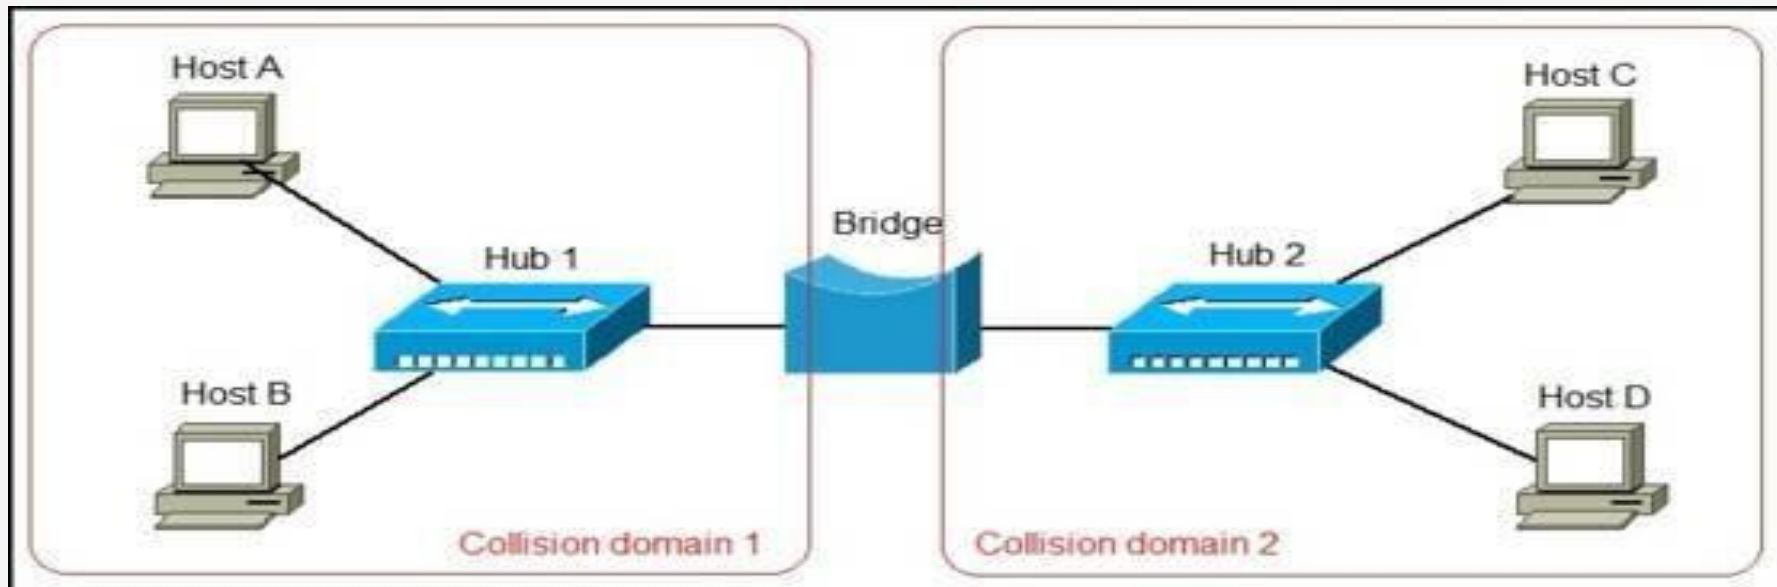 Host A
Host C
Bridge
Hub 1
Hub 2
Host B
Host D
Collision domain 1
Collision domain 2